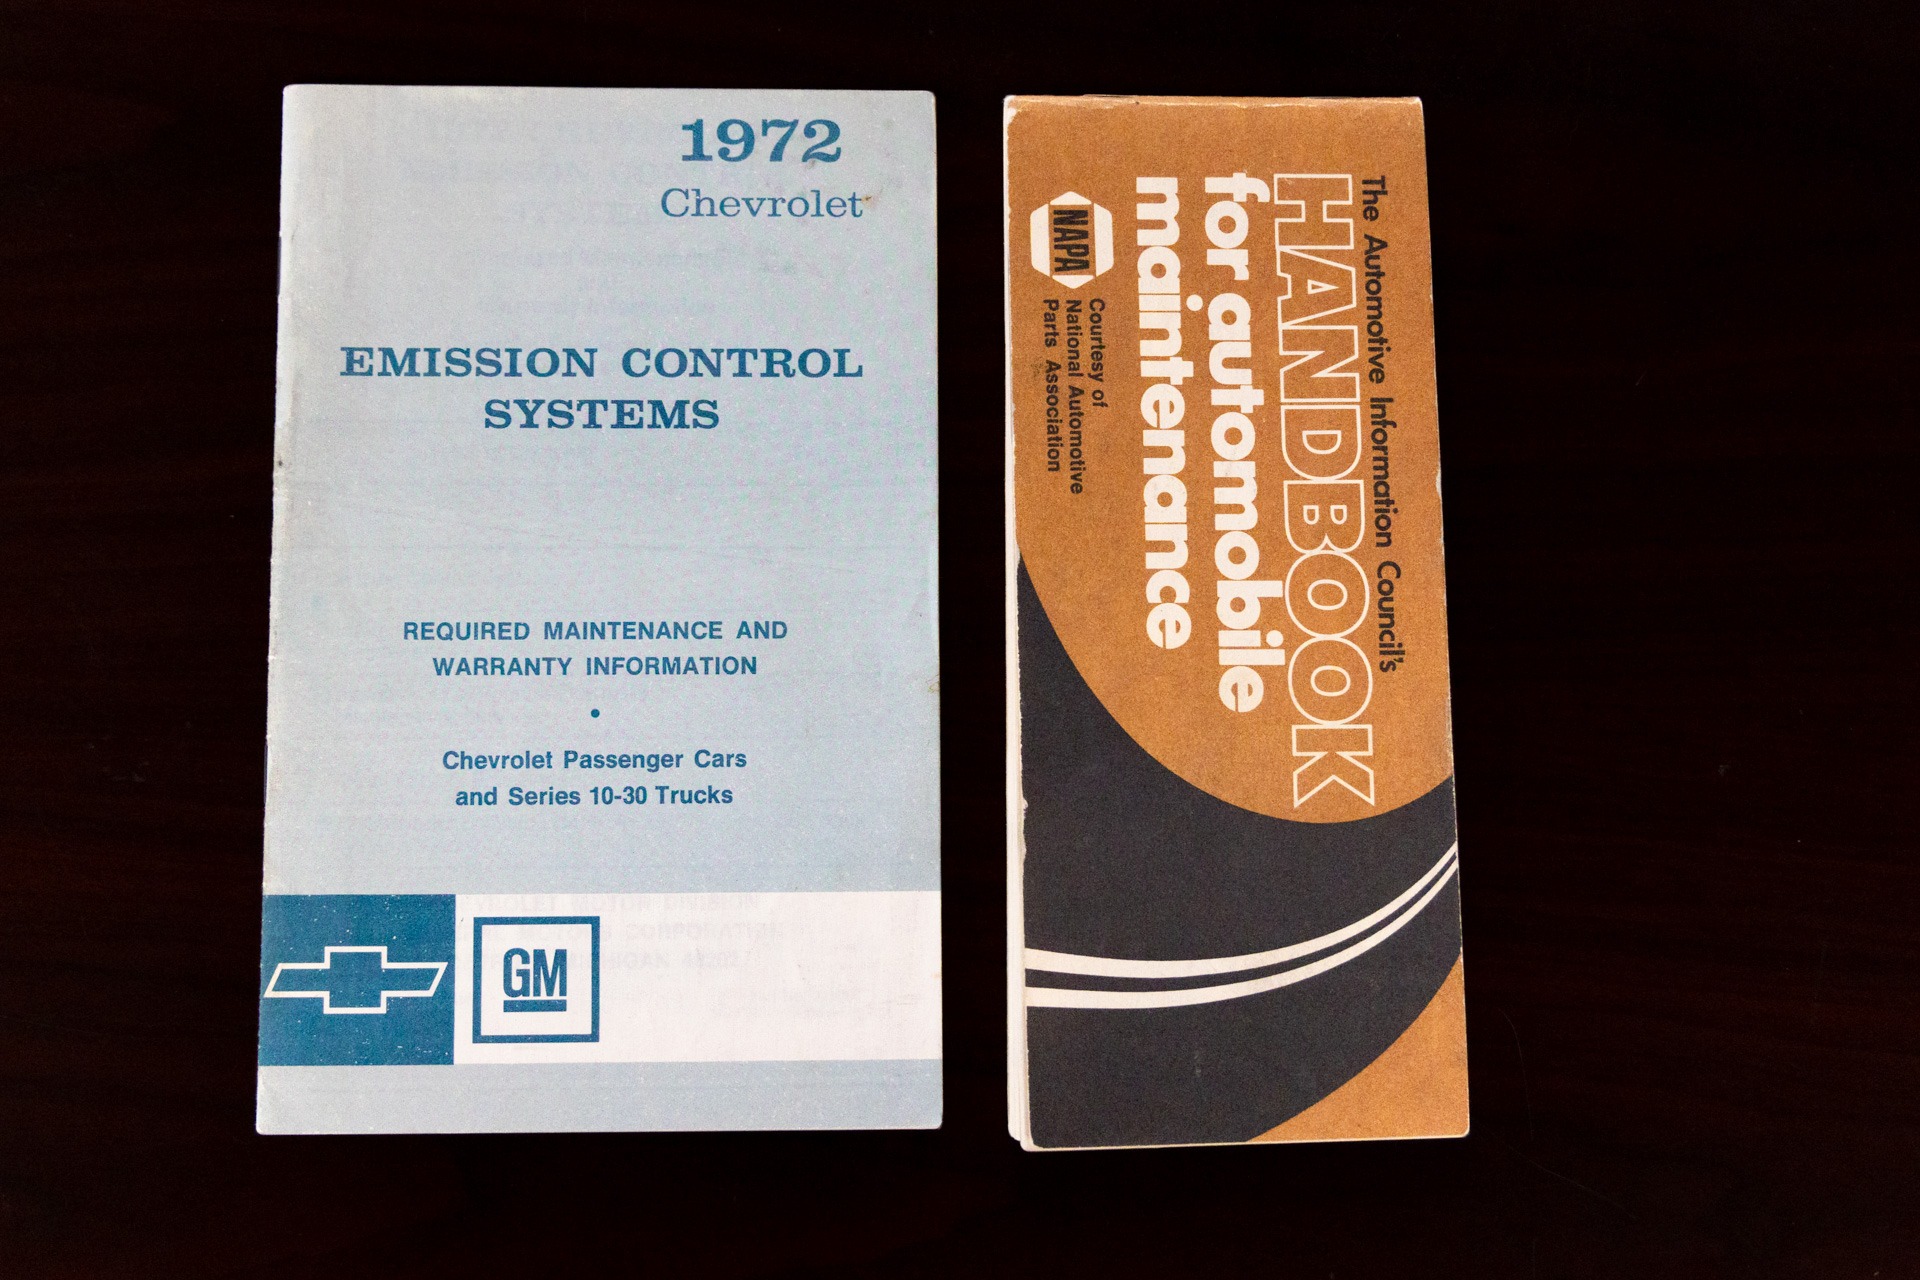 1972
Chevrolet
EMISSION CONTROL
SYSTEMS
REQUIRED MAINTENANCE AND
WARRANTY INFORMATION
•
Chevrolet Passenger Cars
and Series 10-30 Trucks
GM
The Automotive Information Council's
HANDBOOK
for automobile
maintenance
NAPA
Courtesy of
National Automotive
Parts Association